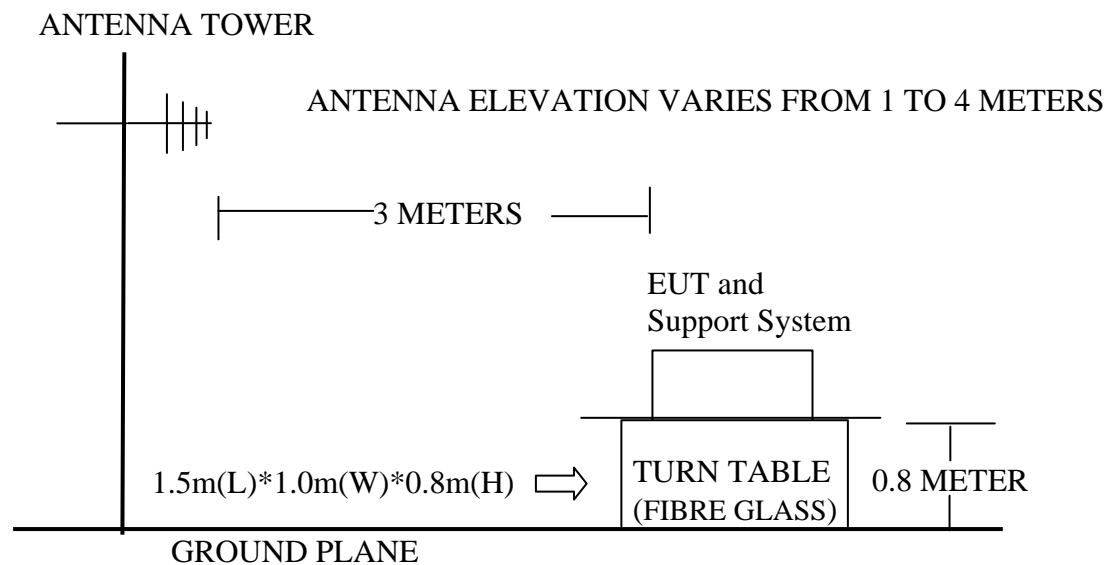 ANTENNA TOWER
ANTENNA ELEVATION VARIES FROM 1 TO 4 METERS
3 METERS
EUT and
Support System
1.5m(L)*1.0m(W)*0.8m(H)
TURN TABLE
(FIBRE GLASS)
0.8 METER
GROUND PLANE